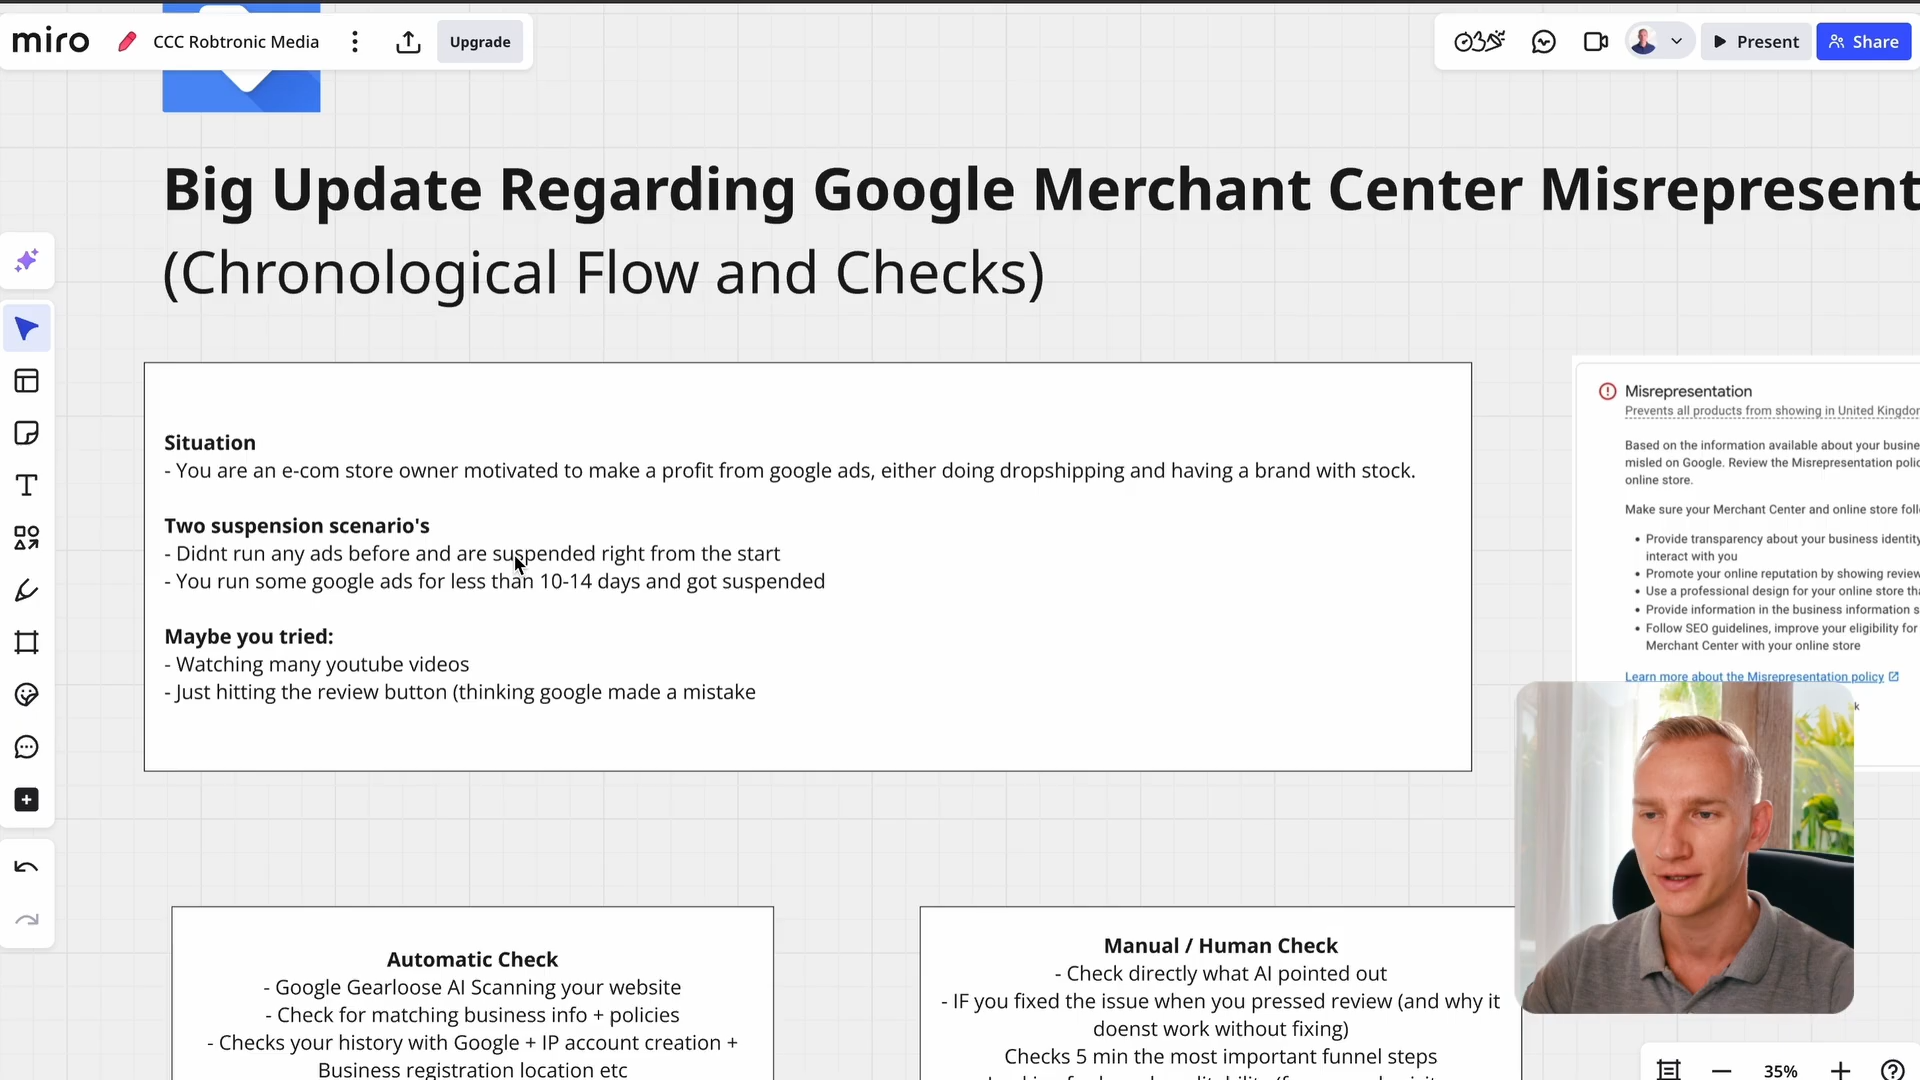 miro
CCC Robtronic Media
Upgrade
Present
Share
Big Update Regarding Google Merchant Center Misrepresent
(Chronological Flow and Checks)
Situation
- You are an e-com store owner motivated to make a profit from google ads, either doing dropshipping and having a brand with stock.
Two suspension scenario's
- Didnt run any ads before and are suspended right from the start
- You run some google ads for less than 10-14 days and got suspended
Maybe you tried:
- Watching many youtube videos
- Just hitting the review button (thinking google made a mistake
Misrepresentation
Prevents all products from showing in United Kingdo
Based on the information available about your busine
misled on Google. Review the Misrepresentation polic
online store.
Make sure your Merchant Center and online store foll
• Provide transparency about your business identity
interact with you
• Promote your online reputation by showing review
• Use a professional design for your online store tha
• Provide information in the business information s
• Follow SEO guidelines, improve your eligibility for
Merchant Center with your online store
Learn more about the Misrepresentation policy
k
Automatic Check
- Google Gearloose AI Scanning your website
- Check for matching business info + policies
- Checks your history with Google + IP account creation +
Business registration location etc
Manual / Human Check
- Check directly what AI pointed out
- IF you fixed the issue when you pressed review (and why it
doenst work without fixing)
Checks 5 min the most important funnel steps
35%